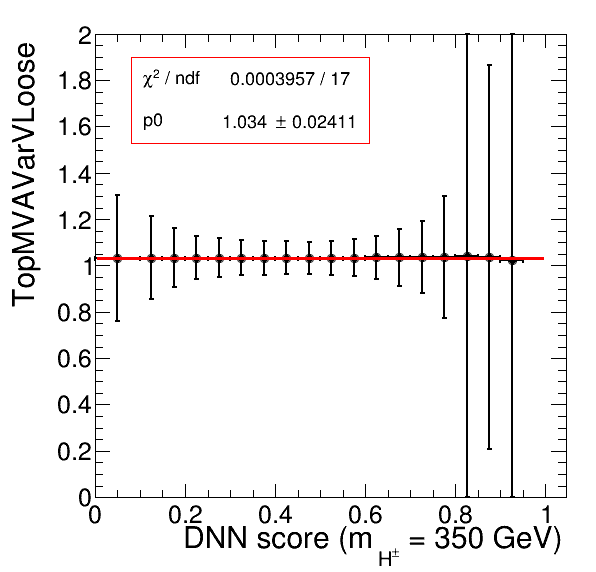 TopMVAVarVLoose
χ² / ndf 0.0003957 / 17
p0 1.034 ± 0.02411
2
1.8
1.6
1.4
1.2
1
0.8
0.6
0.4
0.2
0
0 0.2 0.4 0.6 0.8 1
DNN score (m_H± = 350 GeV)